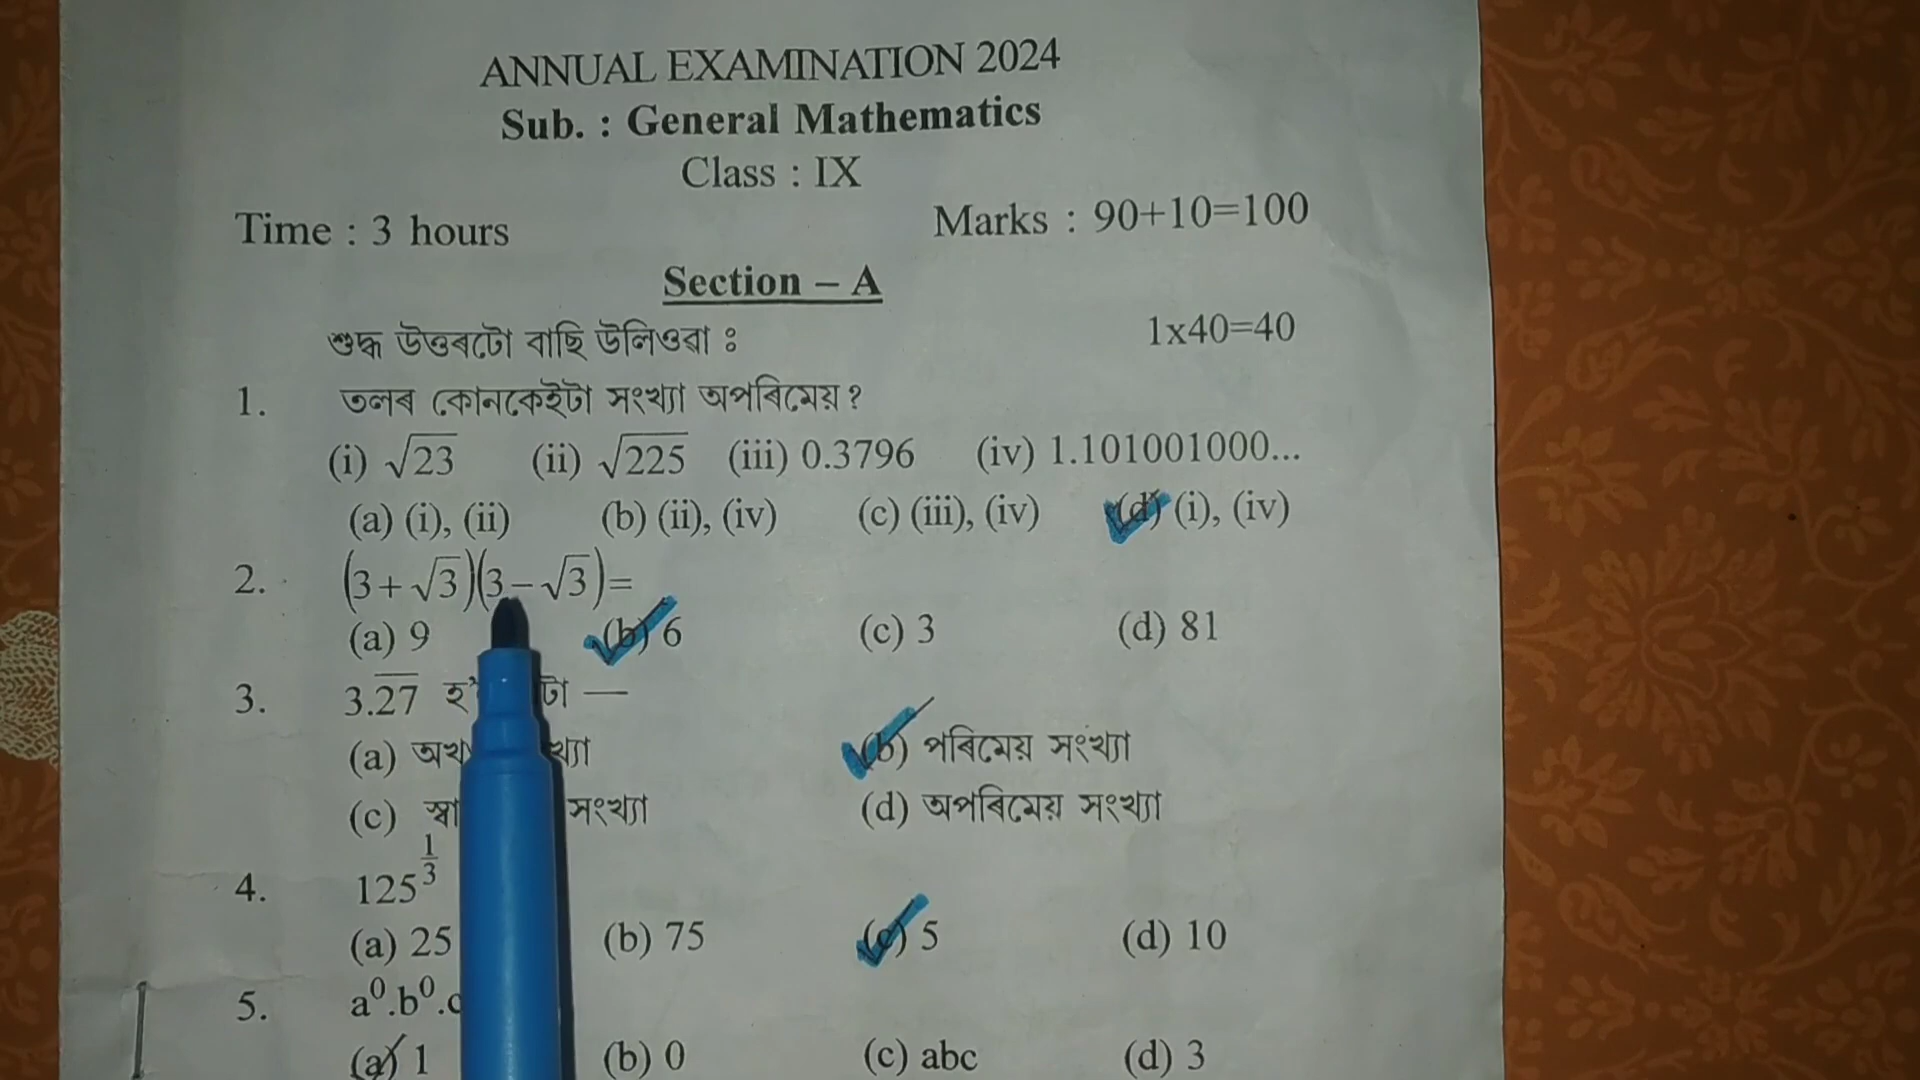 ANNUAL EXAMINATION 2024
Sub. : General Mathematics
Class : IX
Time : 3 hours Marks : 90+10=100
Section – A
শুদ্ধ উত্তৰটো বাছি উলিওৱা ঃ 1x40=40
1. তলৰ কোনকেইটা সংখ্যা অপৰিমেয় ?
(i) √23 (ii) √225 (iii) 0.3796 (iv) 1.101001000...
(a) (i), (ii) (b) (ii), (iv) (c) (iii), (iv) (d) (i), (iv)
2. (3 + √3)(3 – √3) =
(a) 9 (b) 6 (c) 3 (d) 81
3. 3.2̅7̅ —
(a) (b) পৰিমেয় সংখ্যা
(c) সংখ্যা (d) অপৰিমেয় সংখ্যা
4. 125^(1/3)
(a) 25 (b) 75 (c) 5 (d) 10
5. a⁰.b⁰.
(a) 1 (b) 0 (c) abc (d) 3